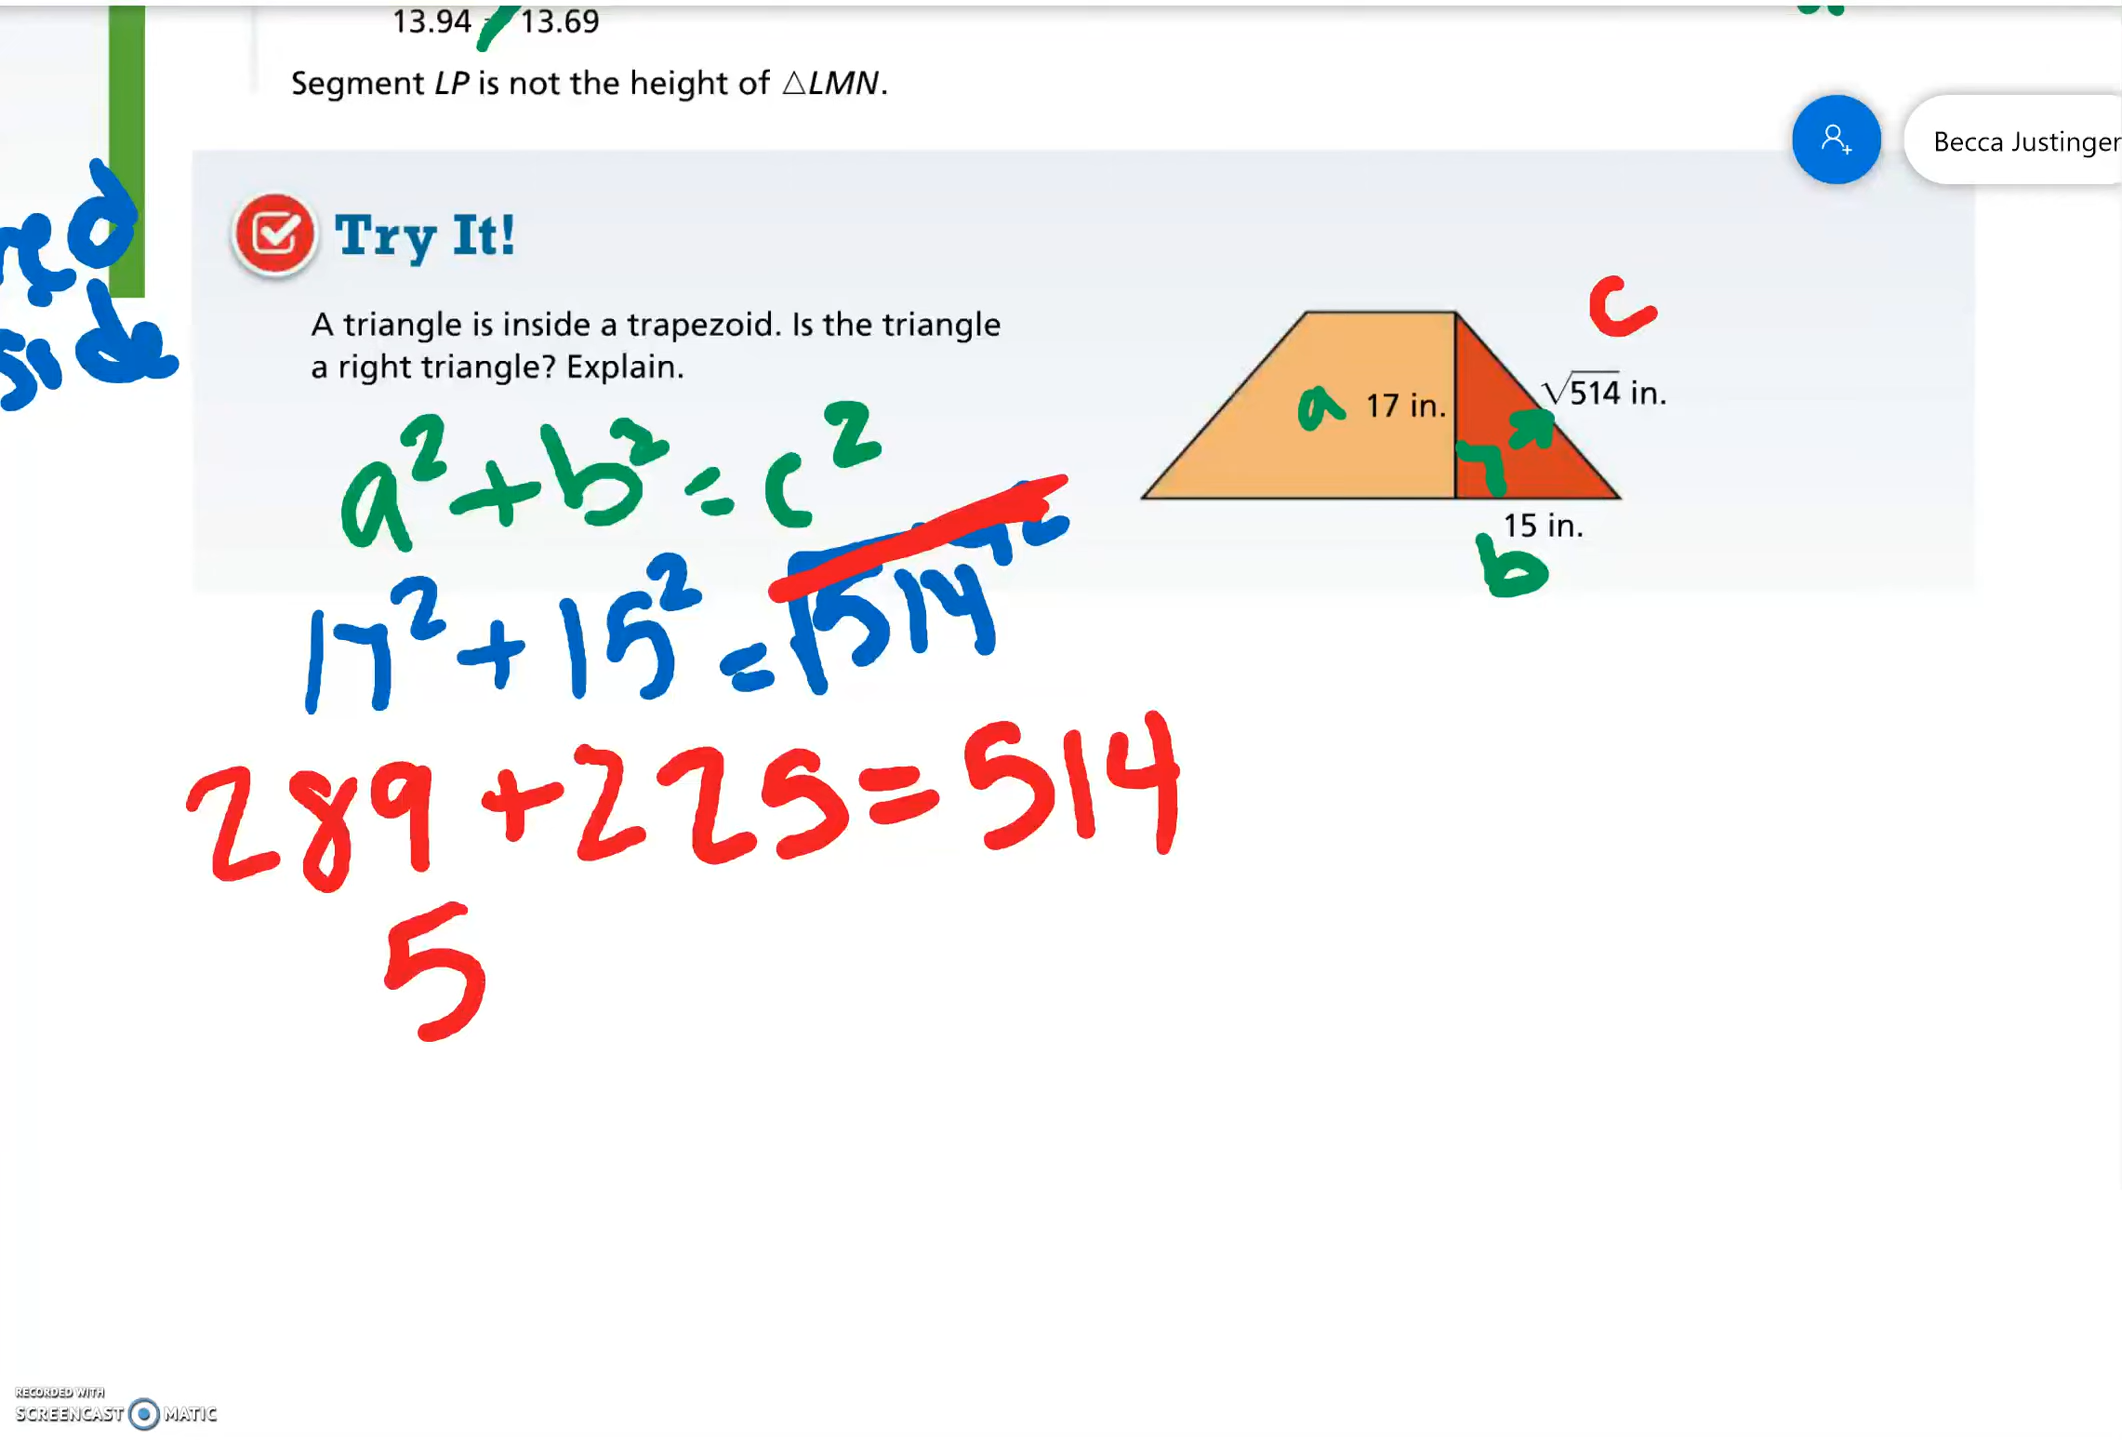 13.94 ≠ 13.69
Segment LP is not the height of △LMN.
Becca Justinger
Try It!
A triangle is inside a trapezoid. Is the triangle
a right triangle? Explain.
side
c
a 17 in.
√514 in.
15 in.
b
a² + b² = c²
17² + 15² = √514²
289 + 225 = 514
5
RECORDED WITH
SCREENCAST MATIC